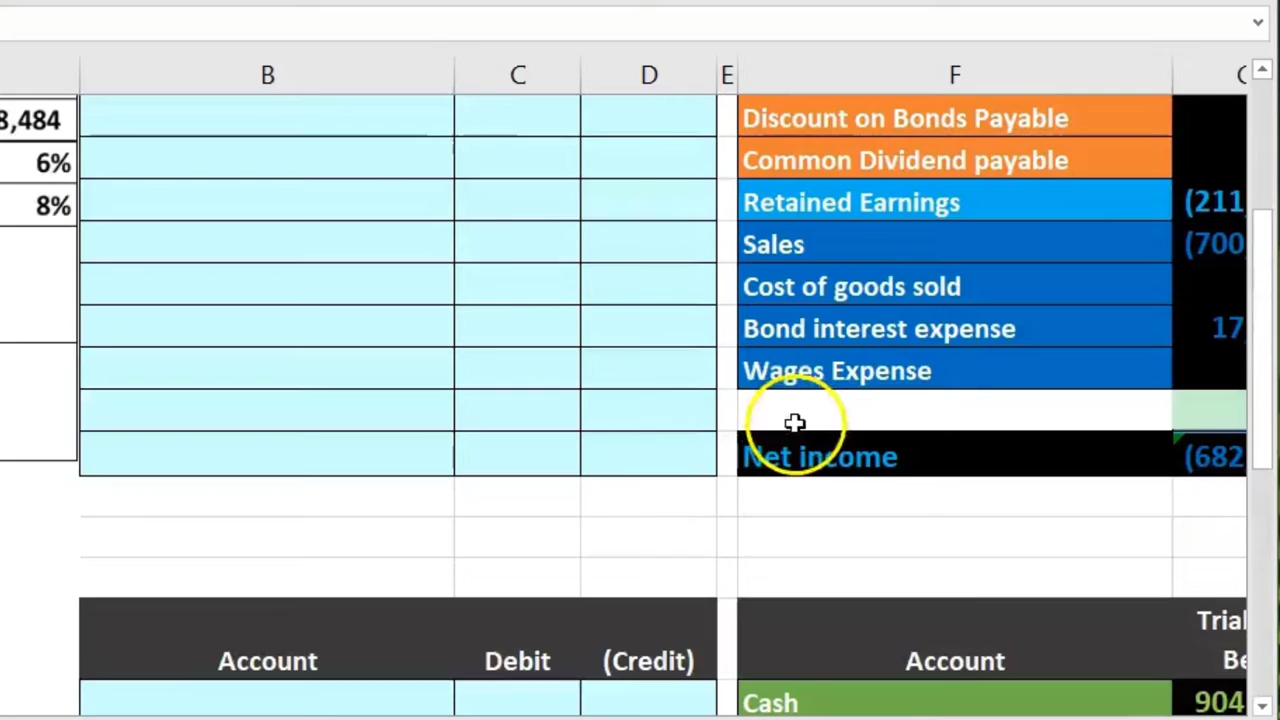 B C D E F
8,484 Discount on Bonds Payable
6% Common Dividend payable
8% Retained Earnings (211
Sales (700
Cost of goods sold
Bond interest expense 17
Wages Expense
Net income (682
Account Debit (Credit) Account Trial
Be
Cash 904